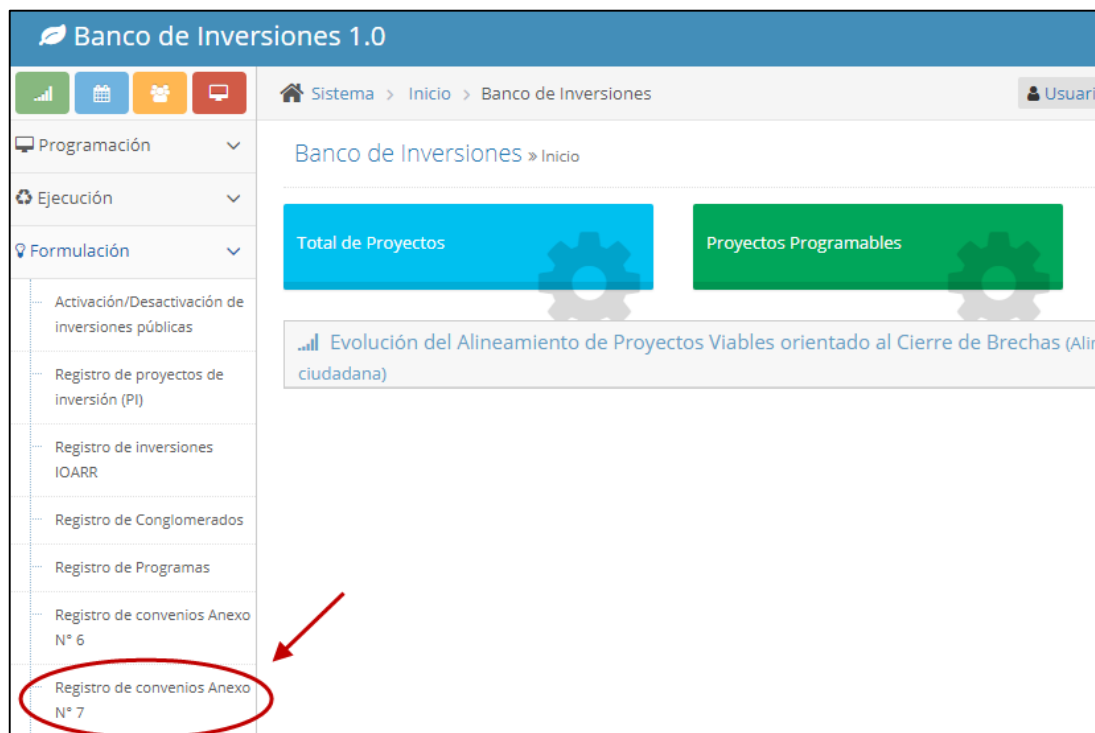 Banco de Inversiones 1.0
Sistema > Inicio > Banco de Inversiones
Programación
Ejecución
Formulación
Activación/Desactivación de
inversiones públicas
Registro de proyectos de
inversión (PI)
Registro de inversiones
IOARR
Registro de Conglomerados
Registro de Programas
Registro de convenios Anexo
N° 6
Registro de convenios Anexo
N° 7
Banco de Inversiones » Inicio
Total de Proyectos
Proyectos Programables
Evolución del Alineamiento de Proyectos Viables orientado al Cierre de Brechas
ciudadana)